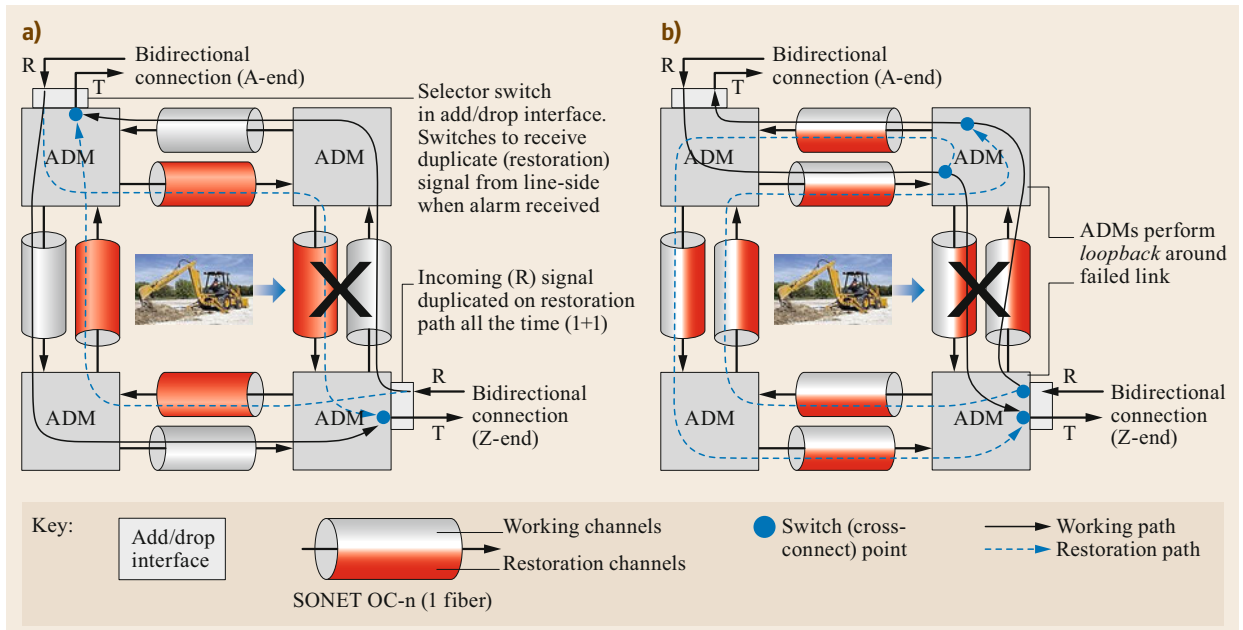 a)
R
T
Bidirectional
connection (A-end)
Selector switch
in add/drop interface.
Switches to receive
duplicate (restoration)
signal from line-side
when alarm received
ADM
ADM
Incoming (R) signal
duplicated on restoration
path all the time (1+1)
X
ADM
ADM
R
Bidirectional
connection
(Z-end)
T
b)
R
T
Bidirectional
connection (A-end)
ADM
ADM
ADMs perform
loopback around
failed link
X
ADM
ADM
R
Bidirectional
connection
(Z-end)
T
Key:
Add/drop
interface
Working channels
Restoration channels
SONET OC-n (1 fiber)
Switch (cross-
connect) point
Working path
Restoration path